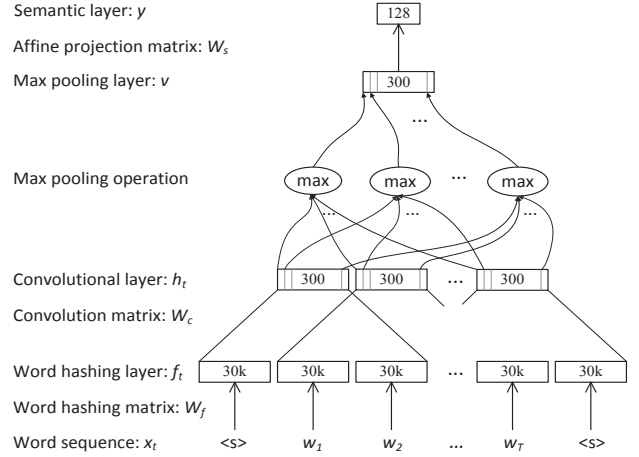 Semantic layer: y 128
Affine projection matrix: Ws
Max pooling layer: v 300
...
Max pooling operation max max ... max
... ... ...
Convolutional layer: ht 300 300 ... 300
Convolution matrix: Wc
Word hashing layer: ft 30k 30k 30k ... 30k 30k
Word hashing matrix: Wf
Word sequence: xt <s> w1 w2 ... wT <s>